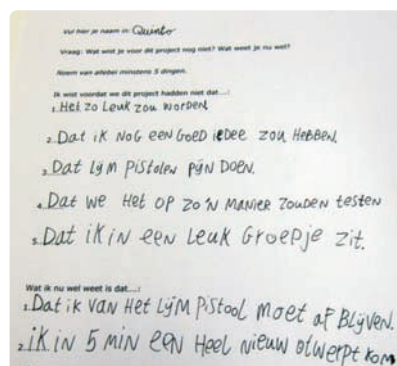 Vul hier je naam in: Quinto
Vraag: Wat wist je voor dit project nog niet? Wat weet je nu wel?
Noem van allebei minstens 5 dingen.
Ik wist voordat we dit project hadden niet dat...:
1. Het zo Leuk zou worden.
2. Dat ik NOG EEN GOED iEDEE ZOU HEBBEN.
3. Dat Lijm PiStolen Pijn DOEN.
4. Dat WE HEt OP ZO'N MANiER ZOUDEN tESteN
5. Dat ik iN EEN LEUK GROEPje Zit.
Wat ik nu wel weet is dat...:
1. Dat ik VAN HEt Lijm PiStool moet af BLijVEN.
2. iK iN 5 MiN EEN HEEL NiEUW otwERPt kom